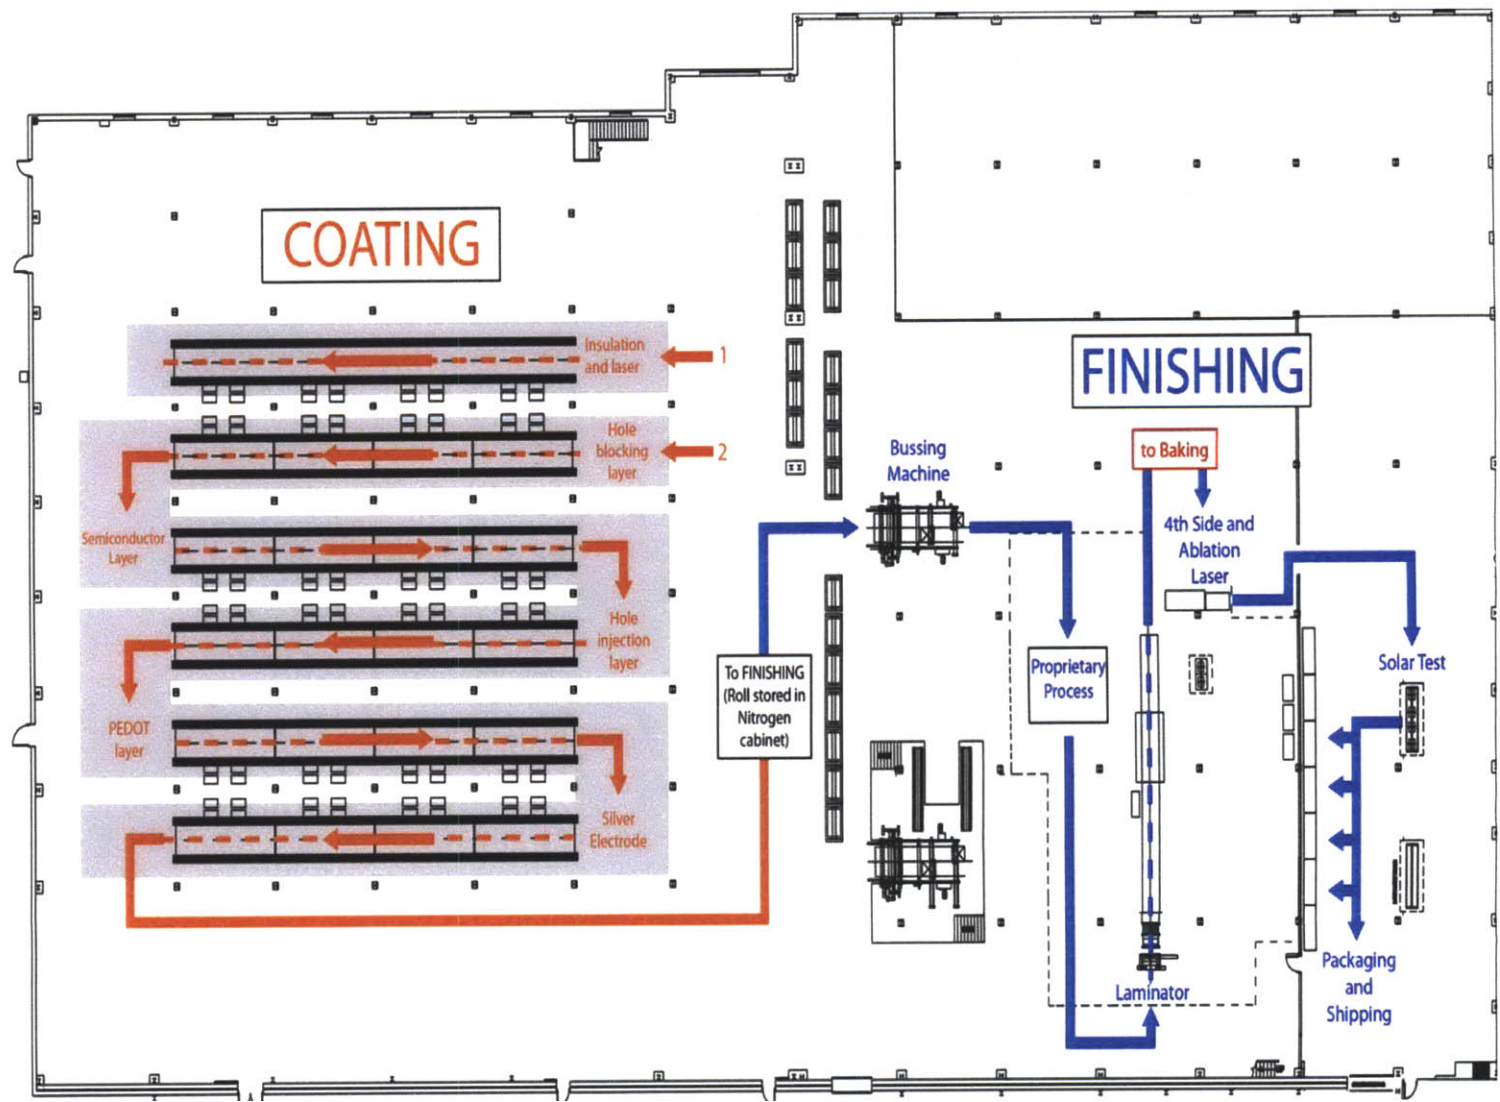 COATING
Insulation
and laser
1
Hole
blocking
layer
2
Semiconductor
Layer
Hole
injection
layer
PEDOT
layer
Silver
Electrode
To FINISHING
(Roll stored in
Nitrogen
cabinet)
FINISHING
Bussing
Machine
to Baking
4th Side and
Ablation
Laser
Proprietary
Process
Solar Test
Laminator
Packaging
and
Shipping